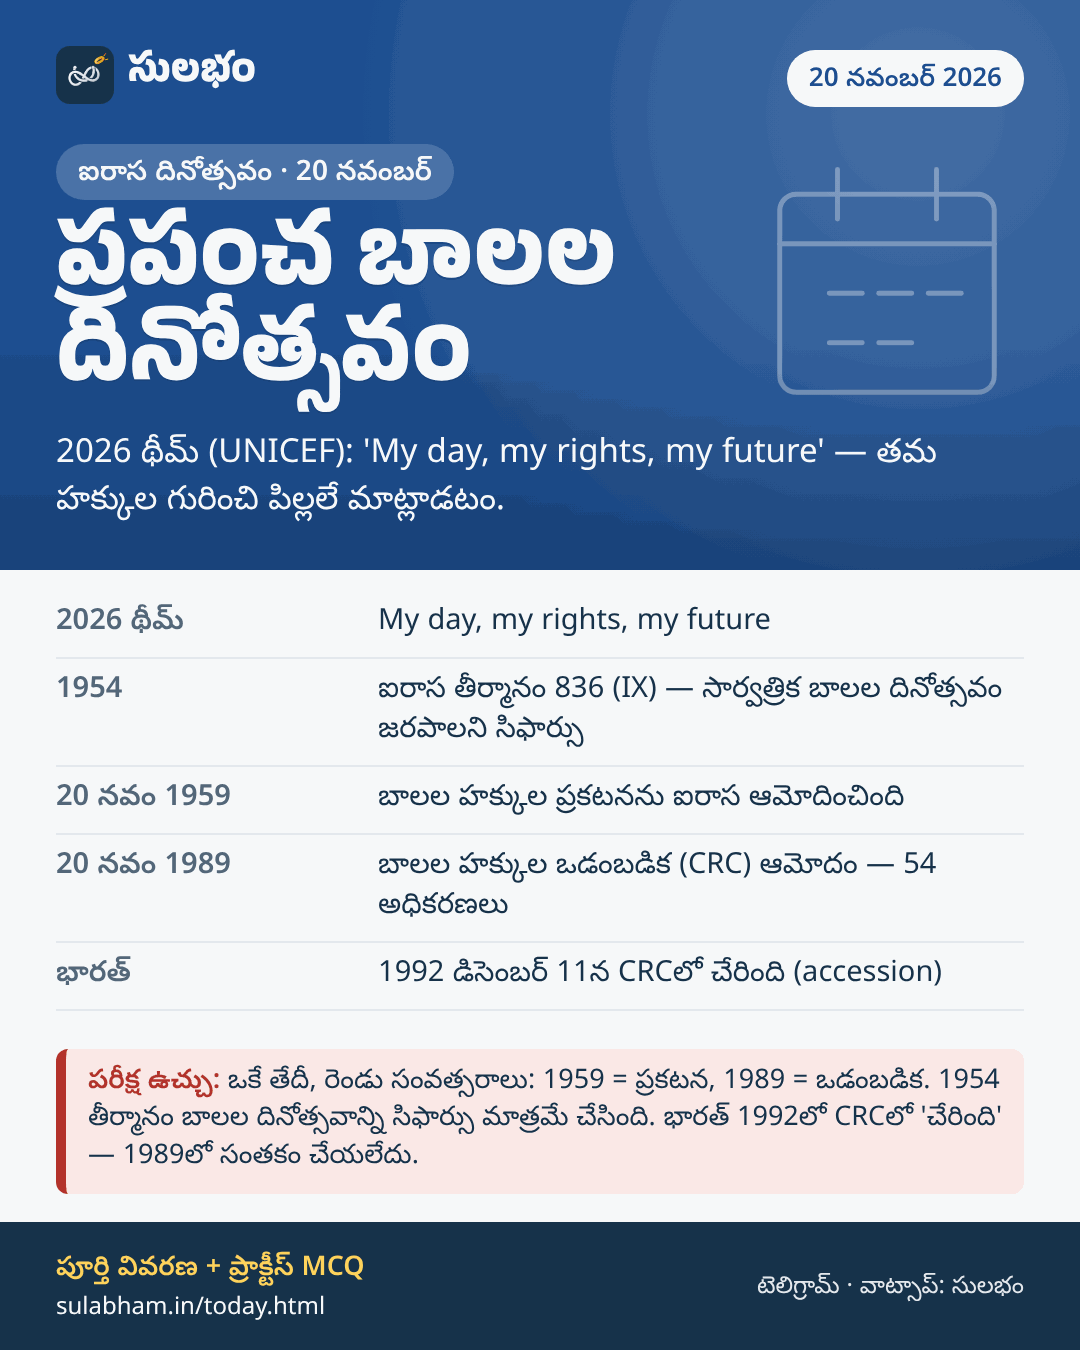 సులభం
20 నవంబర్ 2026
ఐరాస దినోత్సవం · 20 నవంబర్
ప్రపంచ బాలల
దినోత్సవం
2026 థీమ్ (UNICEF): 'My day, my rights, my future' — తమ
హక్కుల గురించి పిల్లలే మాట్లాడటం.
2026 థీమ్
My day, my rights, my future
1954
ఐరాస తీర్మానం 836 (IX) — సార్వత్రిక బాలల దినోత్సవం
జరపాలని సిఫార్సు
20 నవం 1959
బాలల హక్కుల ప్రకటనను ఐరాస ఆమోదించింది
20 నవం 1989
బాలల హక్కుల ఒడంబడిక (CRC) ఆమోదం — 54
అధికరణలు
భారత్
1992 డిసెంబర్ 11న CRCలో చేరింది (accession)
పరీక్ష ఉచ్చు: ఒకే తేదీ, రెండు సంవత్సరాలు: 1959 = ప్రకటన, 1989 = ఒడంబడిక. 1954
తీర్మానం బాలల దినోత్సవాన్ని సిఫార్సు మాత్రమే చేసింది. భారత్ 1992లో CRCలో 'చేరింది'
— 1989లో సంతకం చేయలేదు.
పూర్తి వివరణ + ప్రాక్టీస్ MCQ
sulabham.in/today.html
టెలిగ్రామ్ · వాట్సాప్: సులభం